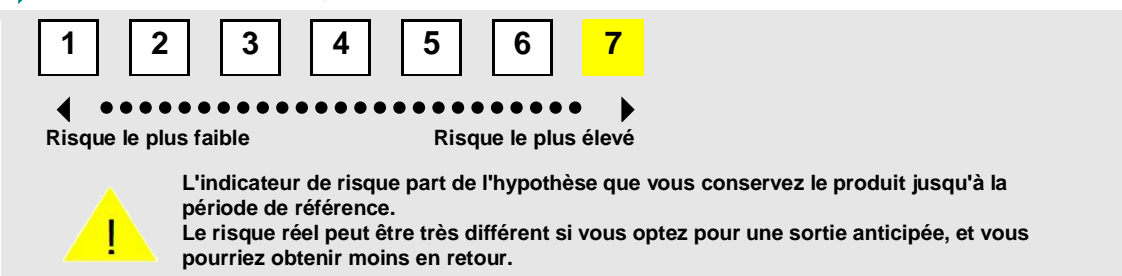 1 2 3 4 5 6 7
Risque le plus faible Risque le plus élevé
L'indicateur de risque part de l'hypothèse que vous conservez le produit jusqu'à la
période de référence.
Le risque réel peut être très différent si vous optez pour une sortie anticipée, et vous
pourriez obtenir moins en retour.
!